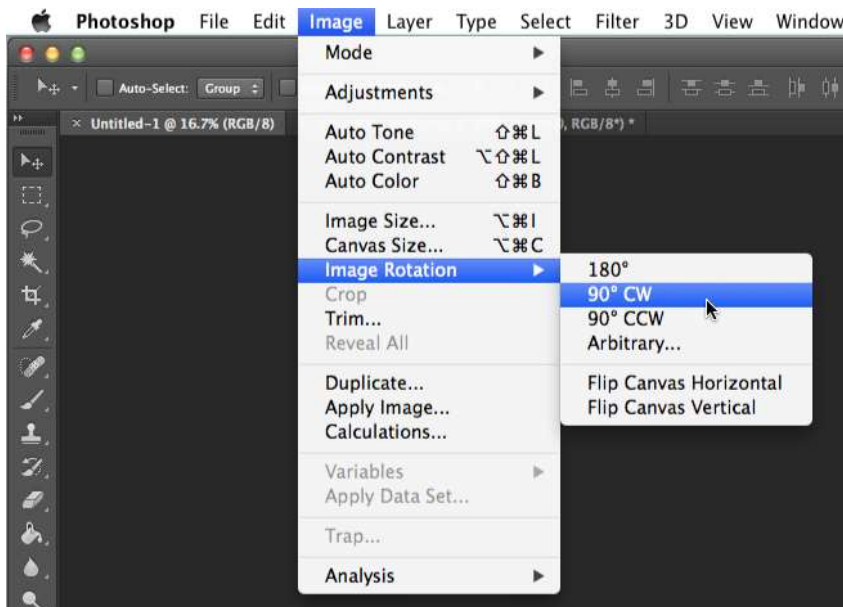 Photoshop File Edit Image Layer Type Select Filter 3D View Window
Auto-Select: Group
× Untitled-1 @ 16.7% (RGB/8)
, RGB/8*) *
Mode
Adjustments
Auto Tone ⇧⌘L
Auto Contrast ⌥⇧⌘L
Auto Color ⇧⌘B
Image Size... ⌥⌘I
Canvas Size... ⌥⌘C
Image Rotation
Crop
Trim...
Reveal All
Duplicate...
Apply Image...
Calculations...
Variables
Apply Data Set...
Trap...
Analysis
180°
90° CW
90° CCW
Arbitrary...
Flip Canvas Horizontal
Flip Canvas Vertical